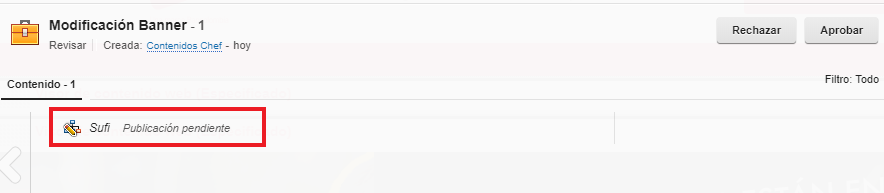 Modificación Banner - 1
Revisar Creada: Contenidos Chef - hoy
Rechazar Aprobar
Contenido - 1
Filtro: Todo
Sufi Publicación pendiente